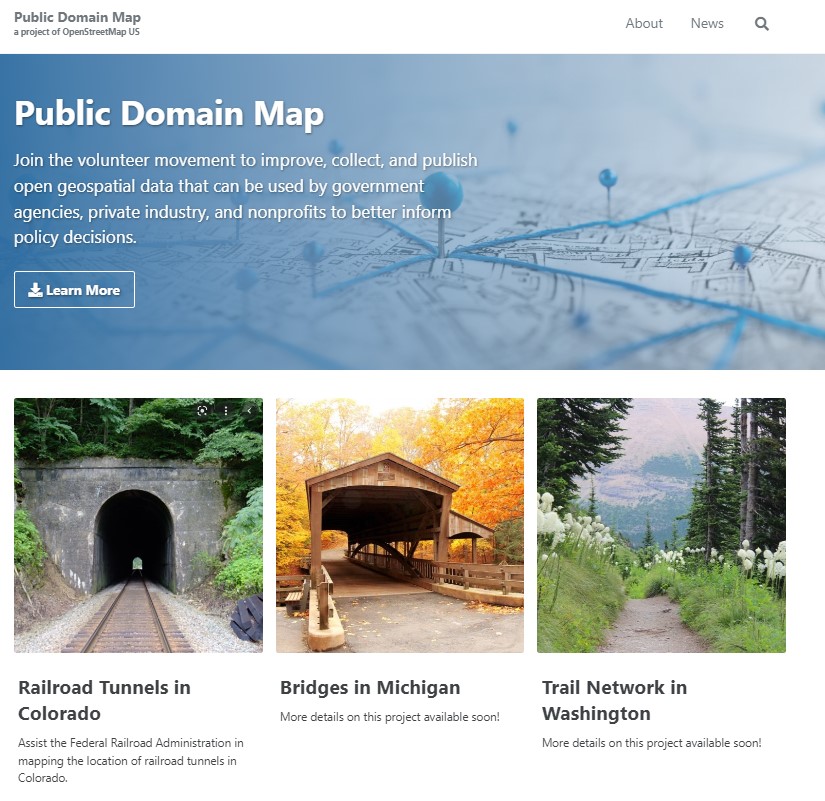 Public Domain Map
a project of OpenStreetMap US
About
News
Public Domain Map
Join the volunteer movement to improve, collect, and publish
open geospatial data that can be used by government
agencies, private industry, and nonprofits to better inform
policy decisions.
Learn More
Railroad Tunnels in
Colorado
Assist the Federal Railroad Administration in
mapping the location of railroad tunnels in
Colorado.
Bridges in Michigan
More details on this project available soon!
Trail Network in
Washington
More details on this project available soon!